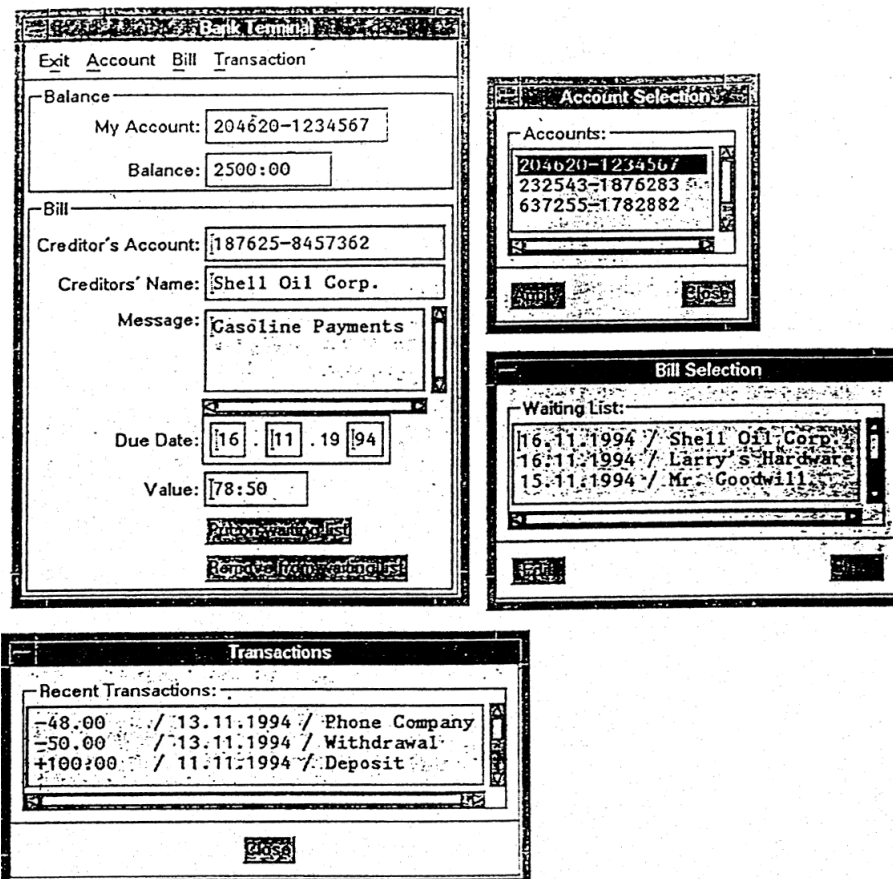 Bank Terminal
Exit Account Bill Transaction
Balance
My Account: 204620-1234567
Balance: 2500:00
Bill
Creditor's Account: 187625-8457362
Creditors' Name: Shell Oil Corp.
Message: Gasoline Payments
Due Date: 16 . 11 . 19 94
Value: 78:50
Put on waiting list
Remove from waiting list
Account Selection
Accounts:
204620-1234567
232543-1876283
637255-1782882
Apply Close
Bill Selection
Waiting List:
16.11.1994 / Shell Oil Corp.
16.11.1994 / Larry's Hardware
15.11.1994 / Mr. Goodwill
Edit
Transactions
Recent Transactions:
-48.00 / 13.11.1994 / Phone Company
-50.00 / 13.11.1994 / Withdrawal
+100:00 / 11.11.1994 / Deposit
Close